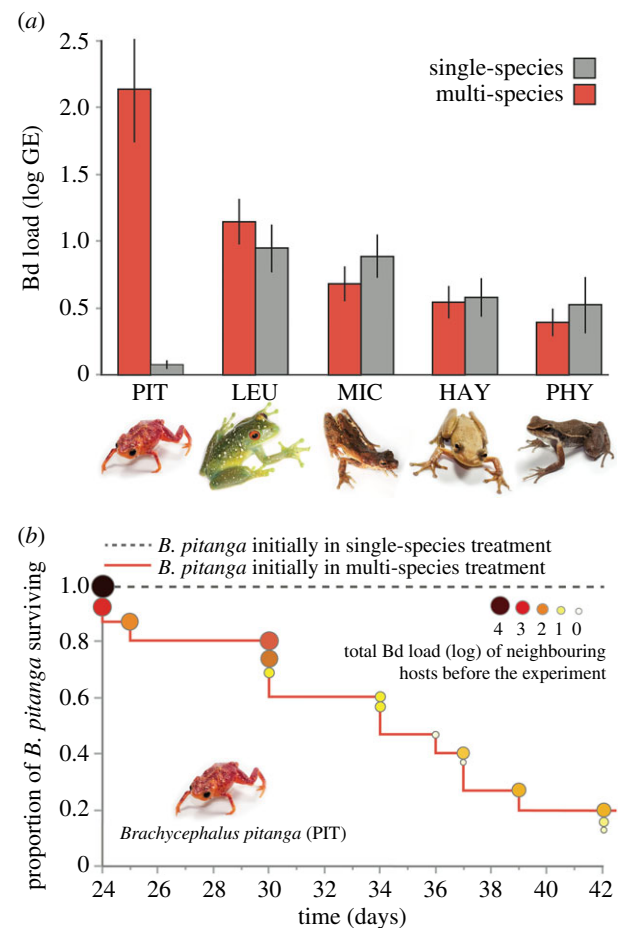 (a)
2.5
2.0
1.5
1.0
0.5
0
Bd load (log GE)
single-species
multi-species
PIT LEU MIC HAY PHY
(b)
B. pitanga initially in single-species treatment
B. pitanga initially in multi-species treatment
1.0
0.8
0.6
0.4
0.2
0
proportion of B. pitanga surviving
4 3 2 1 0
total Bd load (log) of neighbouring
hosts before the experiment
Brachycephalus pitanga (PIT)
24 26 28 30 32 34 36 38 40 42
time (days)